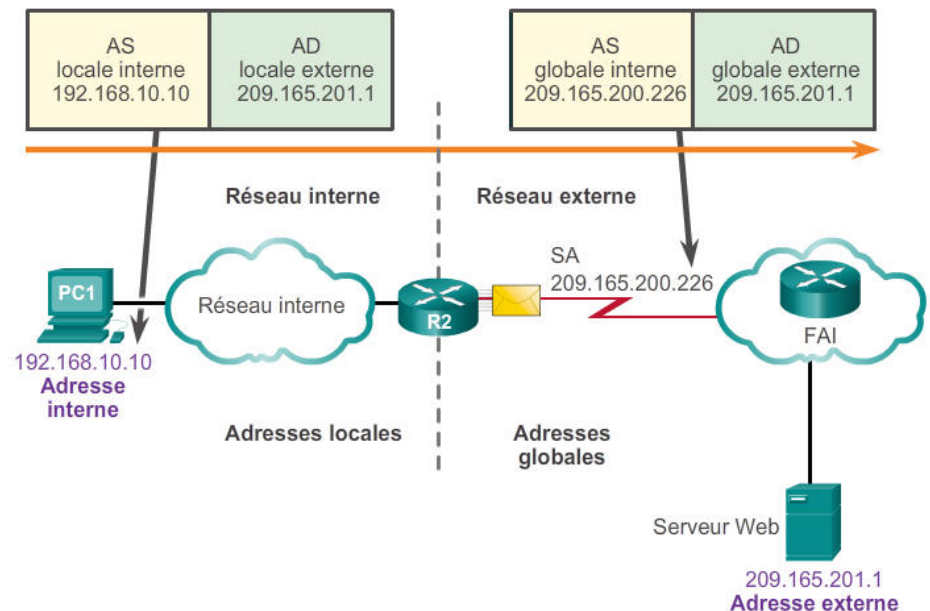 AS
locale interne
192.168.10.10
AD
locale externe
209.165.201.1
AS
globale interne
209.165.200.226
AD
globale externe
209.165.201.1
Réseau interne
Réseau externe
SA
209.165.200.226
PC1
Réseau interne
R2
FAI
192.168.10.10
Adresse
interne
Adresses locales
Adresses
globales
Serveur Web
209.165.201.1
Adresse externe